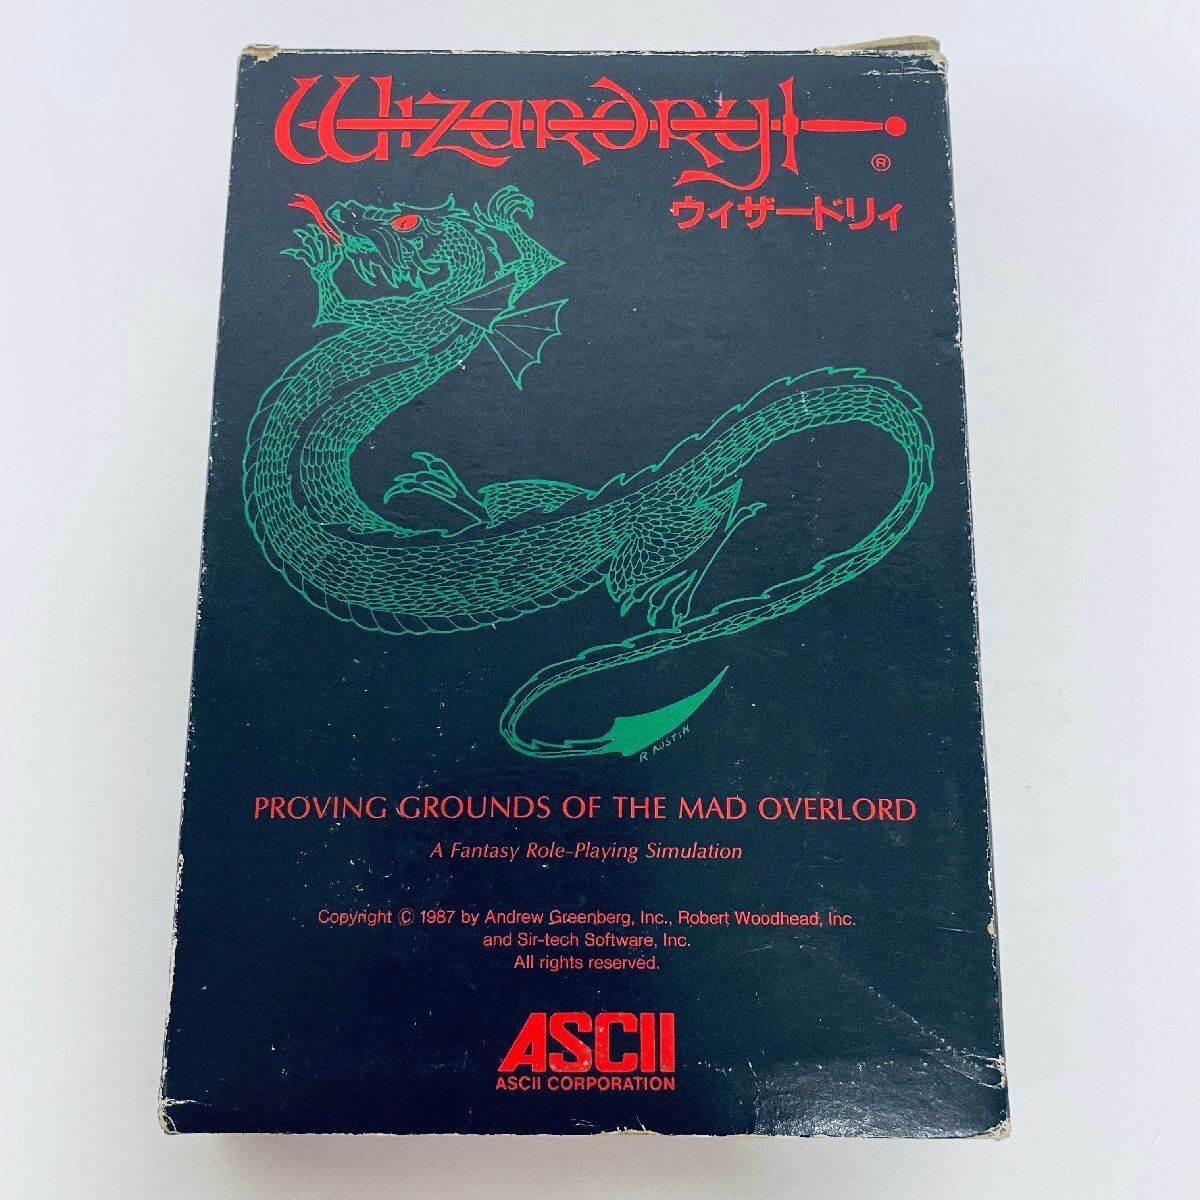 Wizardry
®
ウィザードリィ
R AUSTIN
PROVING GROUNDS OF THE MAD OVERLORD
A Fantasy Role-Playing Simulation
Copyright © 1987 by Andrew Greenberg, Inc., Robert Woodhead, Inc.
and Sir-tech Software, Inc.
All rights reserved.
ASCII
ASCII CORPORATION